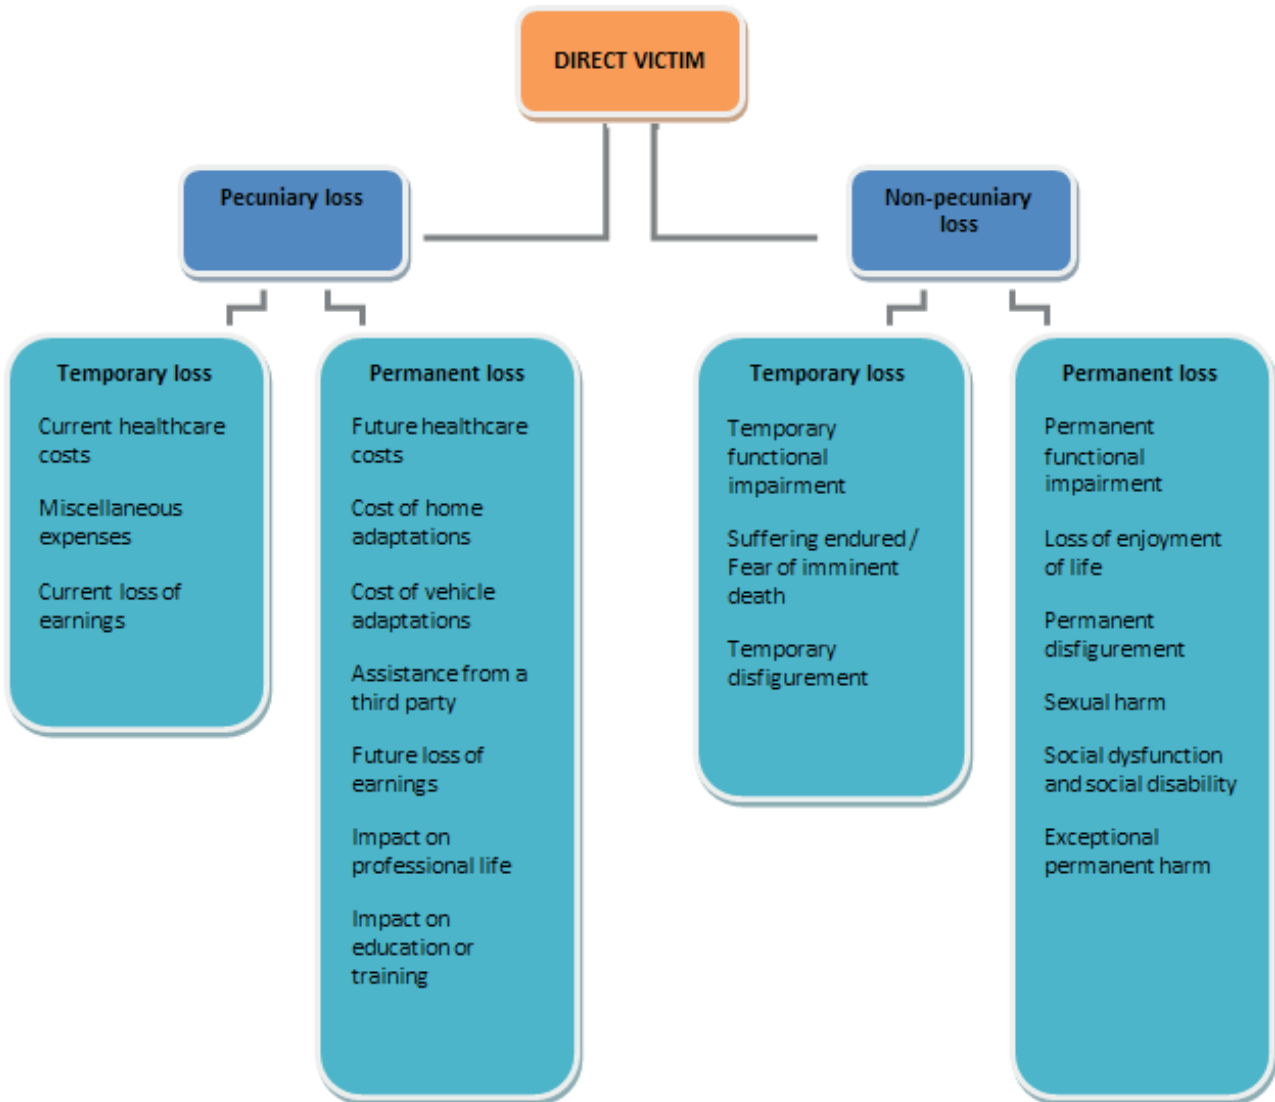 DIRECT VICTIM
Pecuniary loss
Non-pecuniary
loss
Temporary loss
Current healthcare
costs
Miscellaneous
expenses
Current loss of
earnings
Permanent loss
Future healthcare
costs
Cost of home
adaptations
Cost of vehicle
adaptations
Assistance from a
third party
Future loss of
earnings
Impact on
professional life
Impact on
education or
training
Temporary loss
Temporary
functional
impairment
Suffering endured /
Fear of imminent
death
Temporary
disfigurement
Permanent loss
Permanent
functional
impairment
Loss of enjoyment
of life
Permanent
disfigurement
Sexual harm
Social dysfunction
and social disability
Exceptional
permanent harm